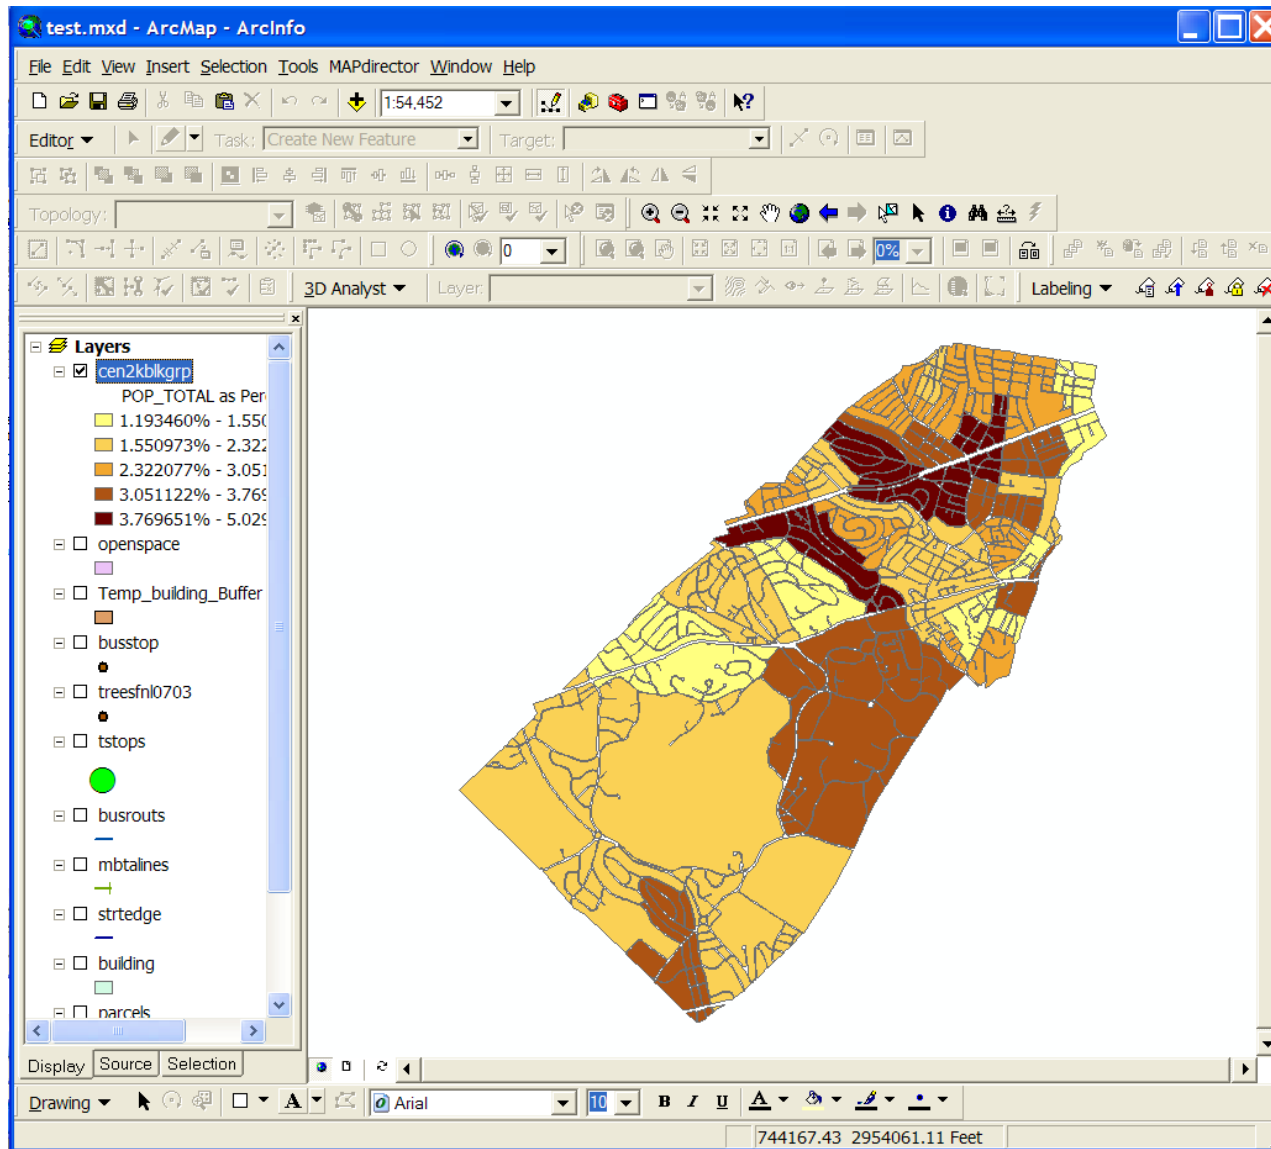 test.mxd - ArcMap - ArcInfo
File Edit View Insert Selection Tools MAPdirector Window Help
1:54,452
Editor Task: Create New Feature Target:
Topology:
0 1:1 0%
3D Analyst Layer: Labeling
Layers
cen2kblkgrp
POP_TOTAL as Per
1.193460% - 1.550
1.550973% - 2.322
2.322077% - 3.051
3.051122% - 3.769
3.769651% - 5.029
openspace
Temp_building_Buffer
busstop
treesfnl0703
tstops
busrouts
mbtalines
strtedge
building
parcels
Display Source Selection
Drawing A Arial 10 B I U A
744167.43 2954061.11 Feet